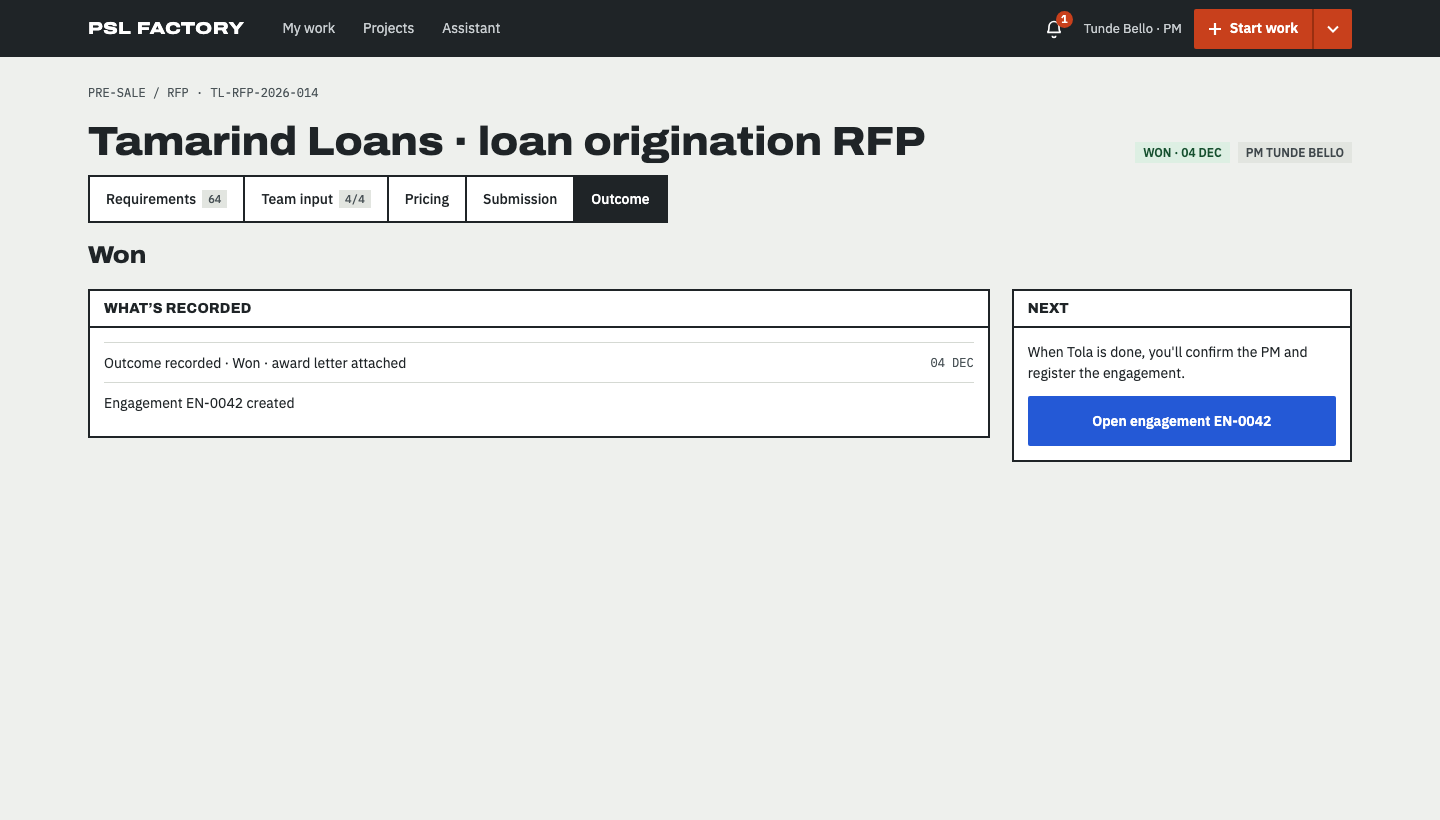 PSL FACTORY
My work
Projects
Assistant
1
Tunde Bello · PM
Start work
PRE-SALE / RFP · TL-RFP-2026-014
Tamarind Loans · loan origination RFP
WON · 04 DEC
PM TUNDE BELLO
Requirements 64
Team input 4/4
Pricing
Submission
Outcome
Won
WHAT’S RECORDED
Outcome recorded · Won · award letter attached
04 DEC
Engagement EN-0042 created
NEXT
When Tola is done, you'll confirm the PM and
register the engagement.
Open engagement EN-0042